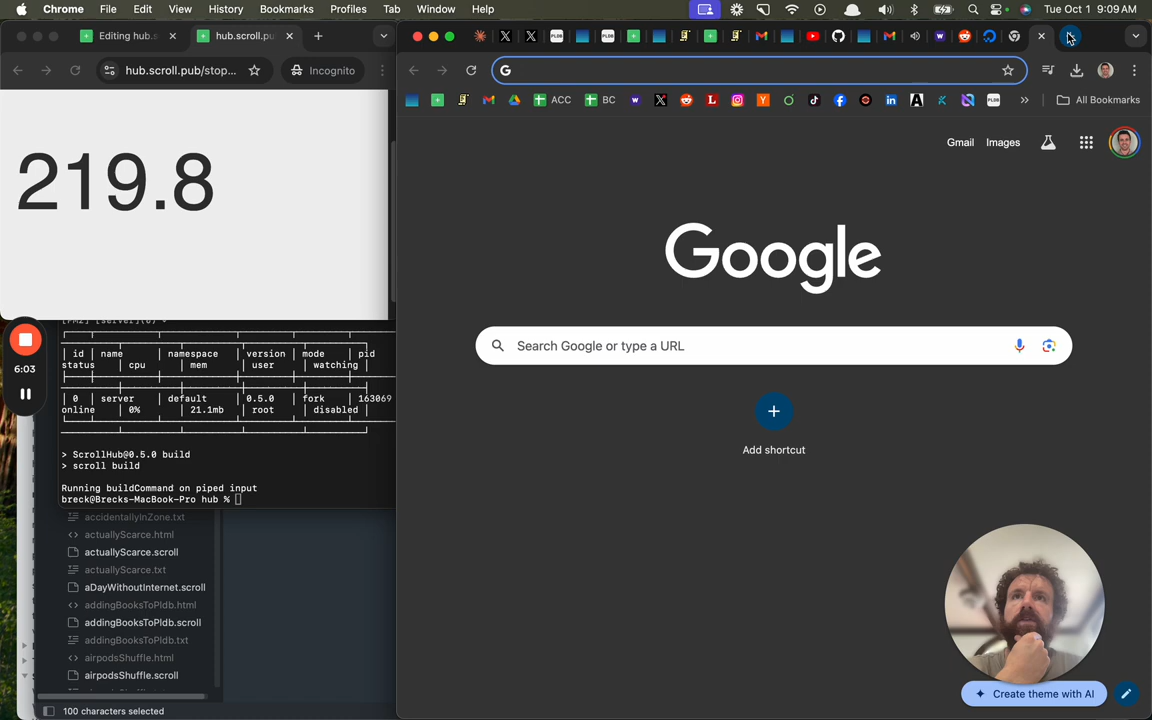 Chrome File Edit View History Bookmarks Profiles Tab Window Help Tue Oct 1 9:09 AM
Editing hub.s
hub.scroll.pu
hub.scroll.pub/stop... Incognito
219.8
6:03
id name namespace version mode pid
status cpu mem user watching
0 server default 0.5.0 fork 163069
online 0% 21.1mb root disabled
> ScrollHub@0.5.0 build
> scroll build
Running buildCommand on piped input
breck@Brecks-MacBook-Pro hub %
accidentallyInZone.txt
actuallyScarce.html
actuallyScarce.scroll
actuallyScarce.txt
aDayWithoutInternet.scroll
addingBooksToPldb.html
addingBooksToPldb.scroll
addingBooksToPldb.txt
airpodsShuffle.html
airpodsShuffle.scroll
100 characters selected
ACC BC » All Bookmarks
Gmail Images
Google
Search Google or type a URL
Add shortcut
Create theme with AI